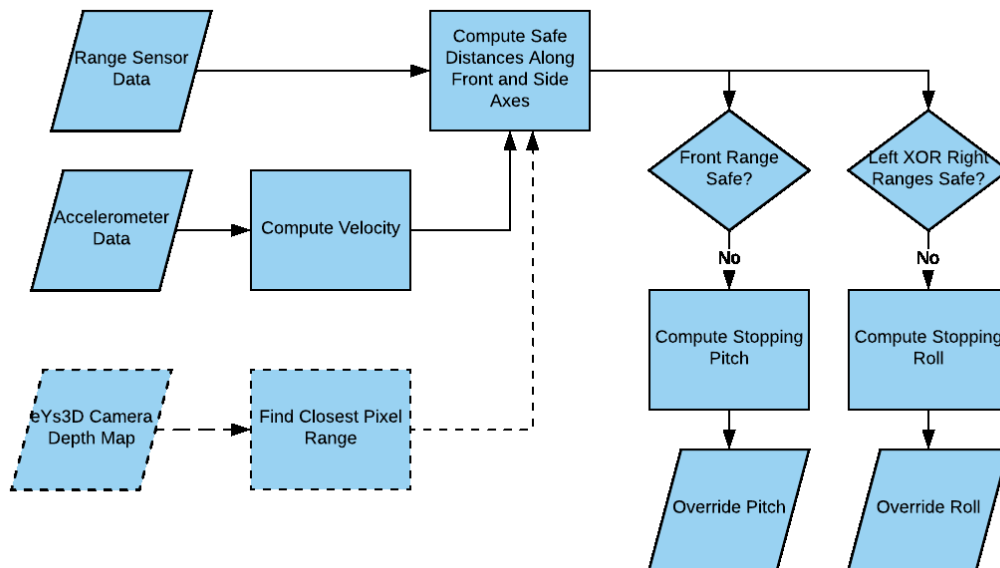 Range Sensor
Data
Compute Safe
Distances Along
Front and Side
Axes
Front Range
Safe?
Left XOR Right
Ranges Safe?
Accelerometer
Data
Compute Velocity
No
No
Compute Stopping
Pitch
Compute Stopping
Roll
eYs3D Camera
Depth Map
Find Closest Pixel
Range
Override Pitch
Override Roll